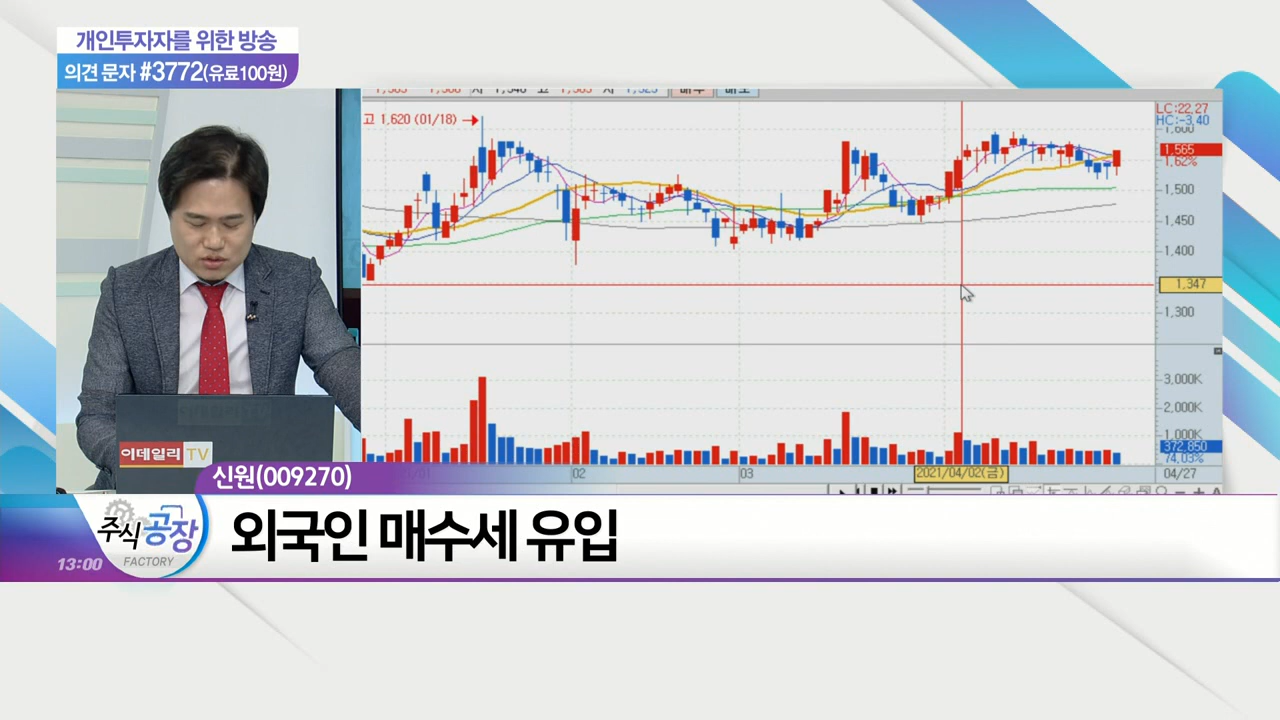 개인투자자를 위한 방송
의견 문자 #3772(유료100원)
고 1,620 (01/18)
LC:22,27
HC:-3,40
1,600
1,565
1,62%
1,500
1,450
1,400
1,347
1,300
3,000K
2,000K
1,000K
372,850
74,03%
02
03
2021/04/02(금)
04/27
이데일리 TV
신원(009270)
주식공장
FACTORY
13:00
외국인 매수세 유입